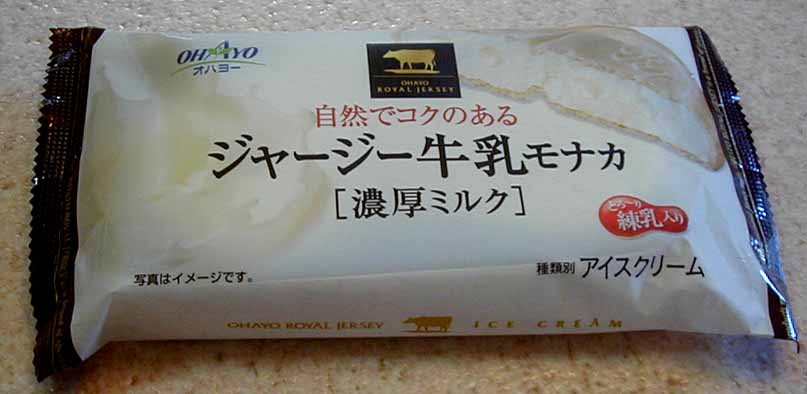 OHAYO
オハヨー
OHAYO
ROYAL JERSEY
自然でコクのある
ジャージー牛乳モナカ
[濃厚ミルク]
とろ〜り
練乳入り
写真はイメージです。
種類別 アイスクリーム
OHAYO ROYAL JERSEY ICE CREAM